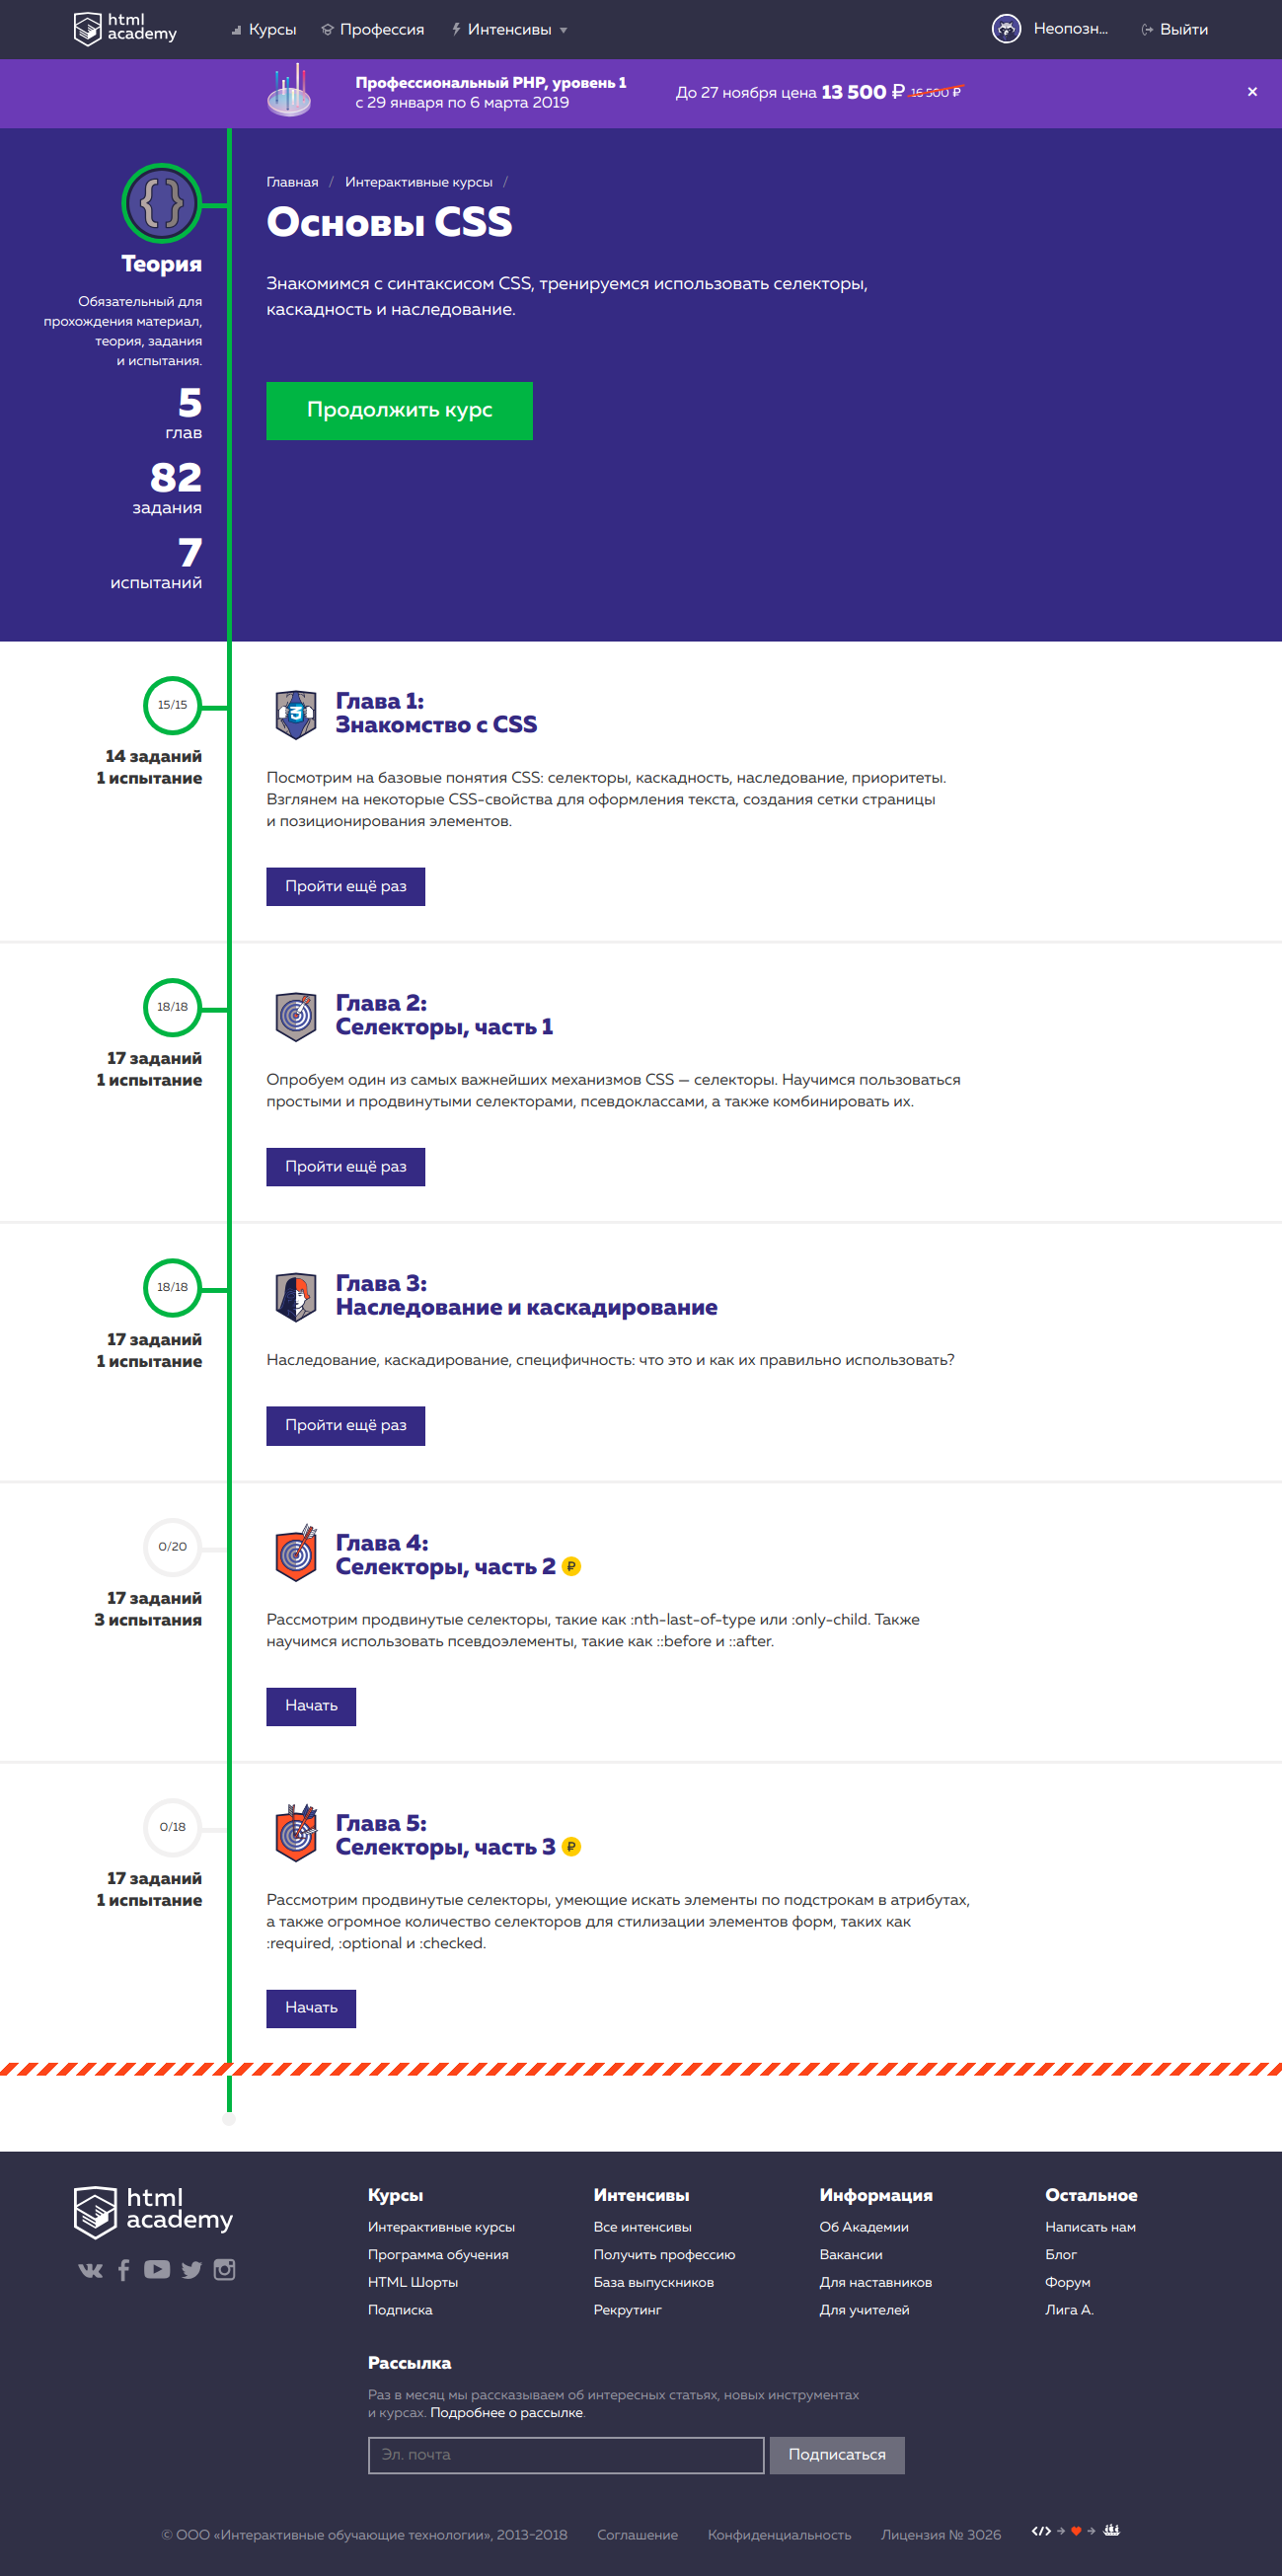 html academy
Курсы
Профессия
Интенсивы
Неопозн...
Выйти
Профессиональный PHP, уровень 1
с 29 января по 6 марта 2019
До 27 ноября цена 13 500 ₽ 16 500 ₽
×
{}
Теория
Обязательный для
прохождения материал,
теория, задания
и испытания.
5
глав
82
задания
7
испытаний
Главная / Интерактивные курсы /
Основы CSS
Знакомимся с синтаксисом CSS, тренируемся использовать селекторы,
каскадность и наследование.
Продолжить курс
15/15
14 заданий
1 испытание
3
Глава 1:
Знакомство с CSS
Посмотрим на базовые понятия CSS: селекторы, каскадность, наследование, приоритеты.
Взглянем на некоторые CSS-свойства для оформления текста, создания сетки страницы
и позиционирования элементов.
Пройти ещё раз
18/18
17 заданий
1 испытание
Глава 2:
Селекторы, часть 1
Опробуем один из самых важнейших механизмов CSS — селекторы. Научимся пользоваться
простыми и продвинутыми селекторами, псевдоклассами, а также комбинировать их.
Пройти ещё раз
18/18
17 заданий
1 испытание
Глава 3:
Наследование и каскадирование
Наследование, каскадирование, специфичность: что это и как их правильно использовать?
Пройти ещё раз
0/20
17 заданий
3 испытания
Глава 4:
Селекторы, часть 2 ₽
Рассмотрим продвинутые селекторы, такие как :nth-last-of-type или :only-child. Также
научимся использовать псевдоэлементы, такие как ::before и ::after.
Начать
0/18
17 заданий
1 испытание
Глава 5:
Селекторы, часть 3 ₽
Рассмотрим продвинутые селекторы, умеющие искать элементы по подстрокам в атрибутах,
а также огромное количество селекторов для стилизации элементов форм, таких как
:required, :optional и :checked.
Начать
html
academy
Курсы
Интерактивные курсы
Программа обучения
HTML Шорты
Подписка
Интенсивы
Все интенсивы
Получить профессию
База выпускников
Рекрутинг
Информация
Об Академии
Вакансии
Для наставников
Для учителей
Остальное
Написать нам
Блог
Форум
Лига А.
Рассылка
Раз в месяц мы рассказываем об интересных статьях, новых инструментах
и курсах. Подробнее о рассылке.
Эл. почта
Подписаться
© ООО «Интерактивные обучающие технологии», 2013−2018
Соглашение
Конфиденциальность
Лицензия № 3026